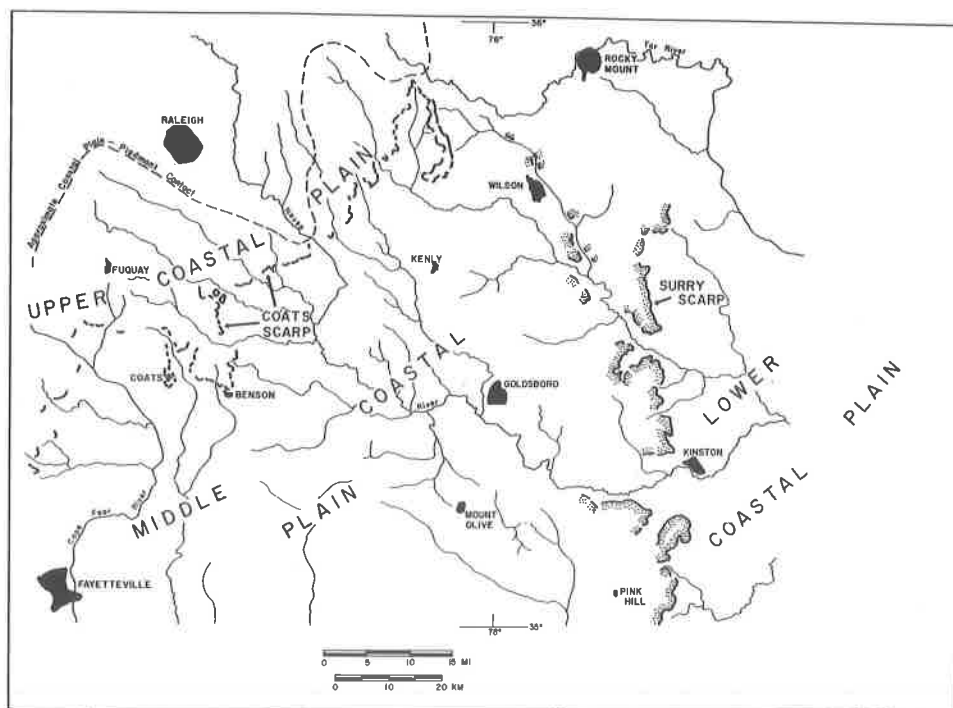 78°
36°
Tar River
ROCKY
MOUNT
RALEIGH
Approximate Coastal Plain - Piedmont Contact
Neuse
River
WILSON
KENLY
FUQUAY
UPPER COASTAL PLAIN
COATS
SCARP
SURRY
SCARP
COATS
BENSON
GOLDSBORO
KINSTON
MIDDLE COASTAL PLAIN
LOWER COASTAL PLAIN
Cape Fear River
MOUNT
OLIVE
FAYETTEVILLE
PINK
HILL
78°
35°
0 5 10 15 MI
0 10 20 KM